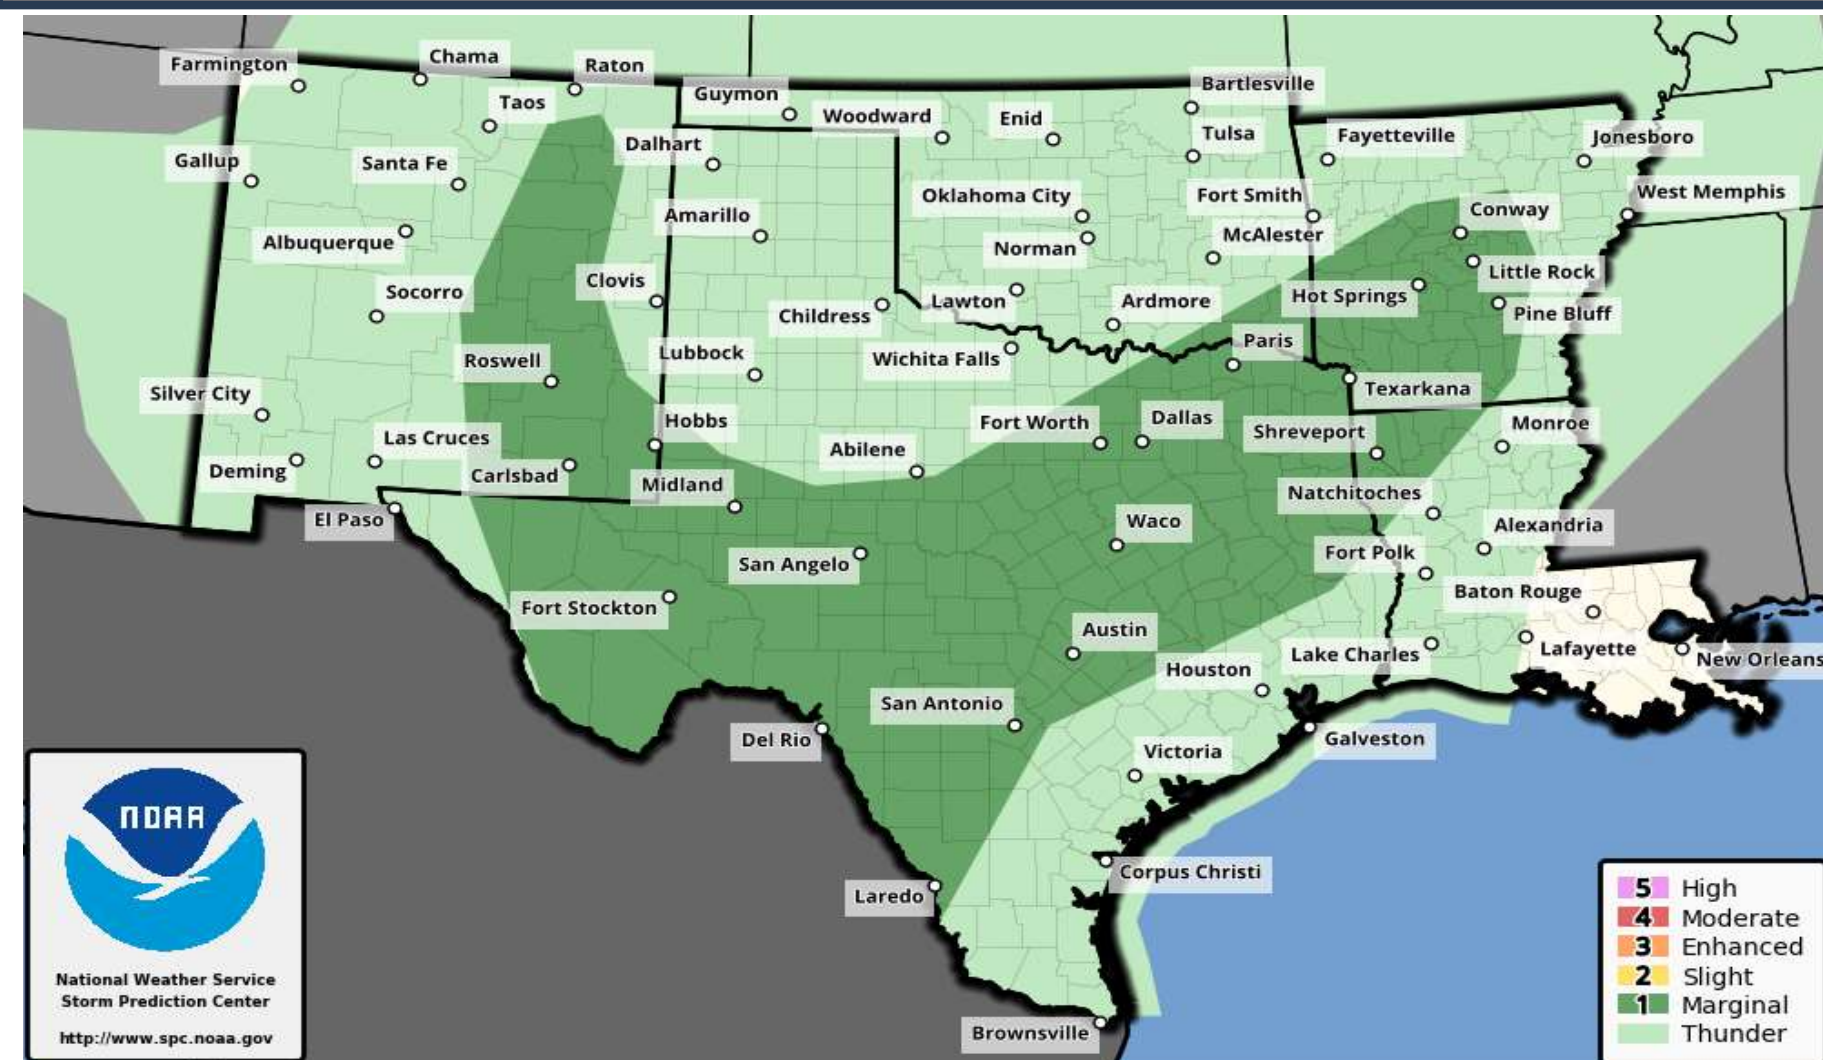 Farmington
Chama
Raton
Taos
Guymon
Woodward
Enid
Bartlesville
Tulsa
Fayetteville
Jonesboro
Gallup
Santa Fe
Dalhart
Oklahoma City
Fort Smith
Conway
West Memphis
Albuquerque
Amarillo
Norman
McAlester
Little Rock
Socorro
Clovis
Childress
Lawton
Ardmore
Hot Springs
Pine Bluff
Roswell
Lubbock
Wichita Falls
Paris
Texarkana
Silver City
Las Cruces
Hobbs
Fort Worth
Dallas
Shreveport
Monroe
Deming
Carlsbad
Midland
Abilene
Natchitoches
El Paso
San Angelo
Waco
Fort Polk
Alexandria
Fort Stockton
Austin
Baton Rouge
Houston
Lake Charles
Lafayette
New Orleans
Del Rio
San Antonio
Victoria
Galveston
Laredo
Corpus Christi
Brownsville
NOAA
National Weather Service
Storm Prediction Center
http://www.spc.noaa.gov
5 High
4 Moderate
3 Enhanced
2 Slight
1 Marginal
Thunder